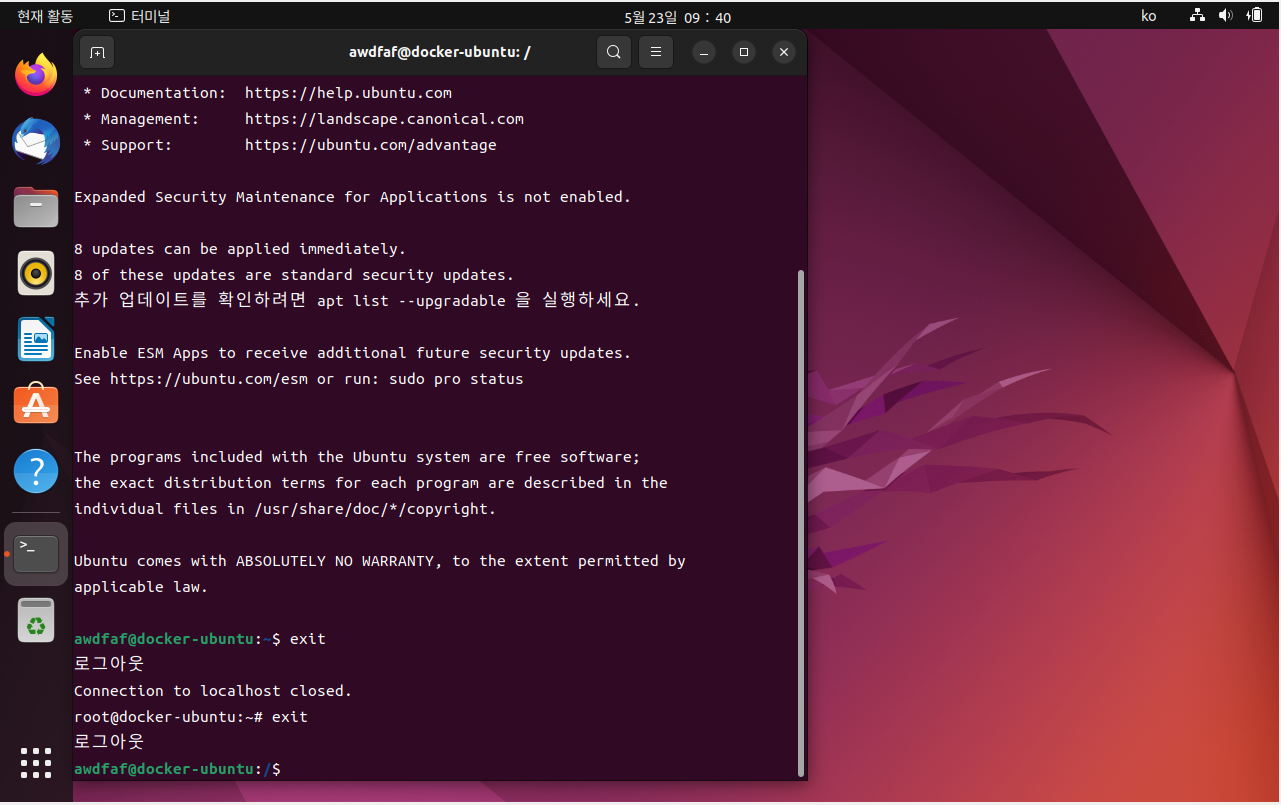 현재 활동 터미널 5월 23일 09 : 40 ko
awdfaf@docker-ubuntu: /
* Documentation: https://help.ubuntu.com
* Management: https://landscape.canonical.com
* Support: https://ubuntu.com/advantage
Expanded Security Maintenance for Applications is not enabled.
8 updates can be applied immediately.
8 of these updates are standard security updates.
추가 업데이트를 확인하려면 apt list --upgradable 을 실행하세요.
Enable ESM Apps to receive additional future security updates.
See https://ubuntu.com/esm or run: sudo pro status
The programs included with the Ubuntu system are free software;
the exact distribution terms for each program are described in the
individual files in /usr/share/doc/*/copyright.
Ubuntu comes with ABSOLUTELY NO WARRANTY, to the extent permitted by
applicable law.
awdfaf@docker-ubuntu:~$ exit
로그아웃
Connection to localhost closed.
root@docker-ubuntu:~# exit
로그아웃
awdfaf@docker-ubuntu:/$